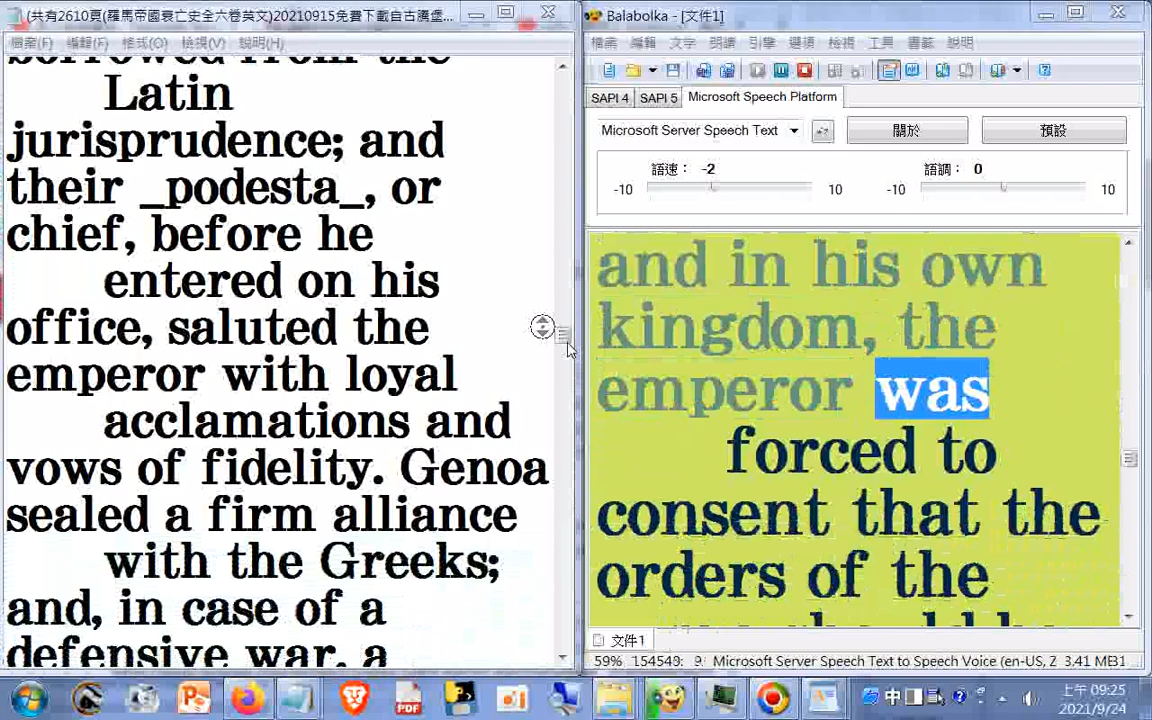 (共有2610頁(羅馬帝國衰亡史全六卷英文)20210915免費下載自古騰堡...
檔案(F) 編輯(E) 格式(O) 檢視(V) 說明(H)
borrowed from the
Latin
jurisprudence; and
their _podesta_, or
chief, before he
entered on his
office, saluted the
emperor with loyal
acclamations and
vows of fidelity. Genoa
sealed a firm alliance
with the Greeks;
and, in case of a
defensive war, a
Balabolka - [文件1]
檔案 編輯 文字 朗讀 引擎 選項 檢視 工具 書籤 說明
SAPI 4 SAPI 5 Microsoft Speech Platform
Microsoft Server Speech Text 關於 預設
語速： -2 語調： 0
-10 10 -10 10
and in his own
kingdom, the
emperor was
forced to
consent that the
orders of the
文件1
59% Microsoft Server Speech Text to Speech Voice (en-US, Z 3,41 MB
中
上午 09:25
2021/9/24